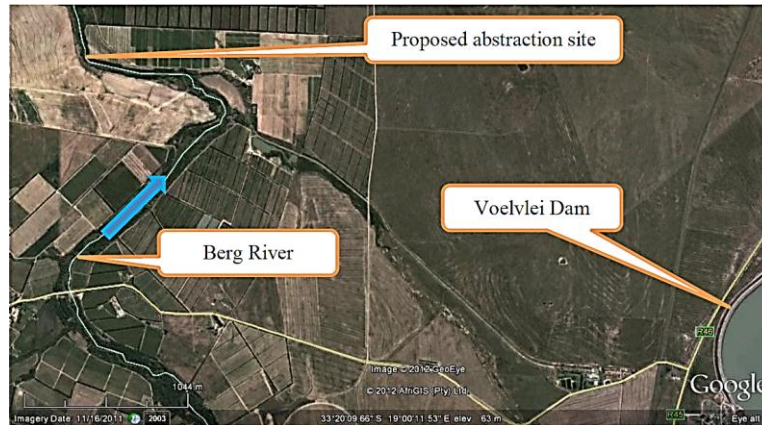 Proposed abstraction site
Voelvlei Dam
Berg River
R46
Image © 2012 GeoEye
© 2012 AfriGIS (Pty) Ltd.
1044 m
Google
R45
Imagery Date: 11/16/2011
2003
33°20'09.66" S 19°00'11.53" E elev 63 m
Eye alt